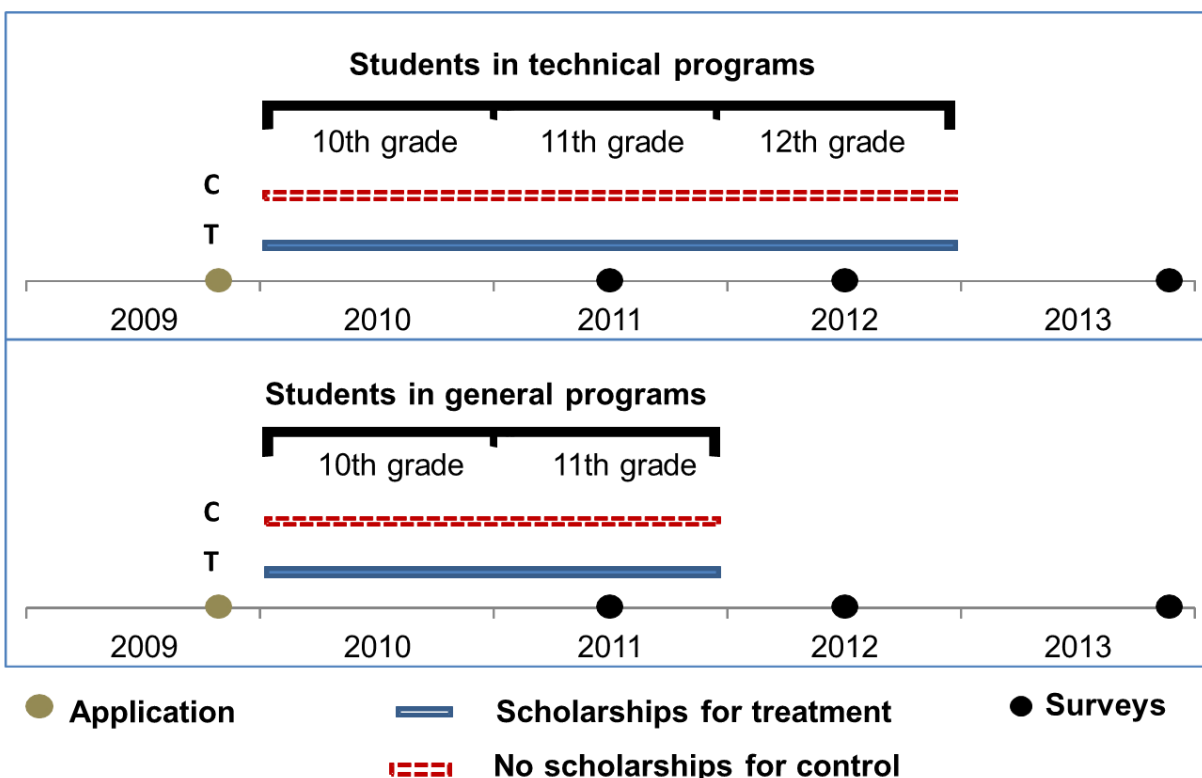 Students in technical programs
10th grade 11th grade 12th grade
C
T
2009 2010 2011 2012 2013
Students in general programs
10th grade 11th grade
C
T
2009 2010 2011 2012 2013
Application Scholarships for treatment Surveys
No scholarships for control